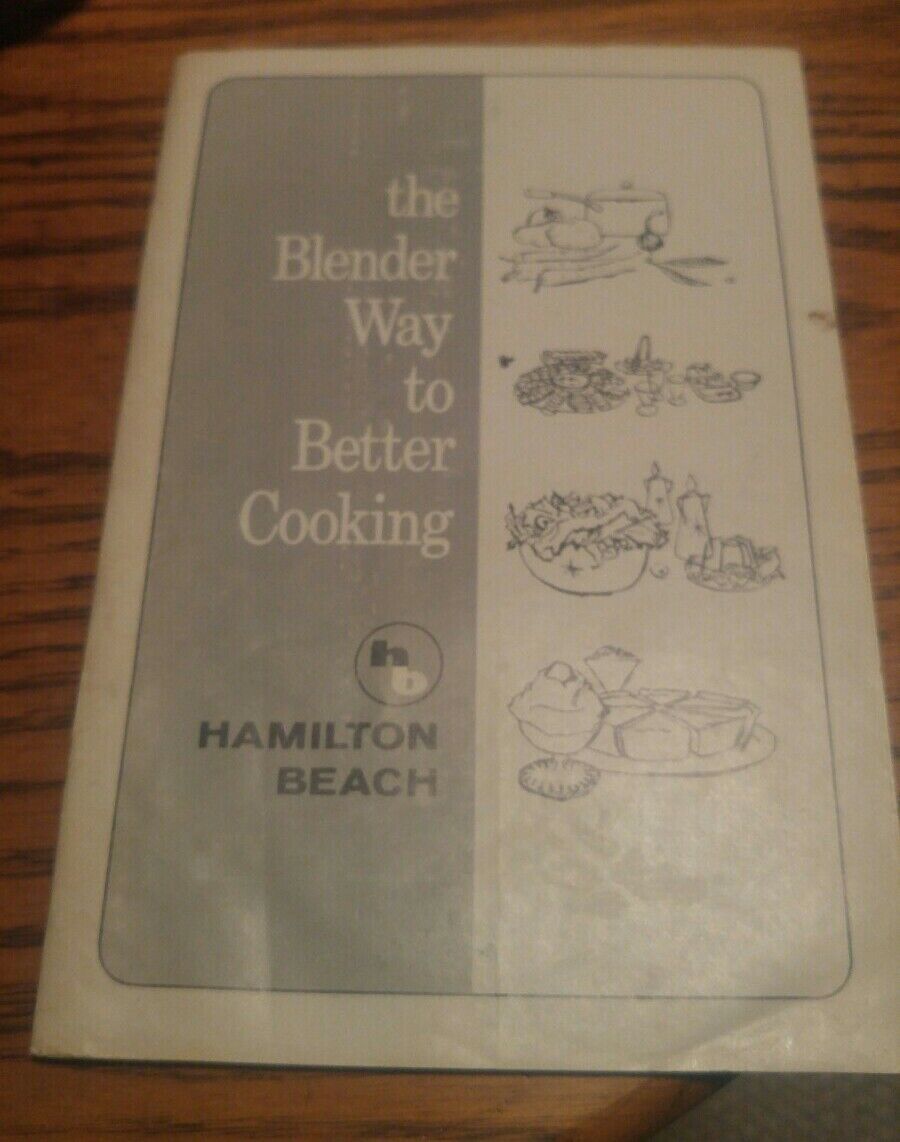 the
Blender
Way
to
Better
Cooking
hb
HAMILTON
BEACH